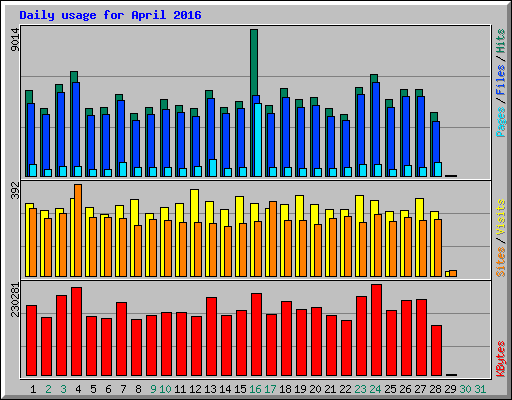 Daily usage for April 2016
9014
Pages / Files / Hits
392
Sites / Visits
230281
KBytes
1 2 3 4 5 6 7 8 9 10 11 12 13 14 15 16 17 18 19 20 21 22 23 24 25 26 27 28 29 30 31